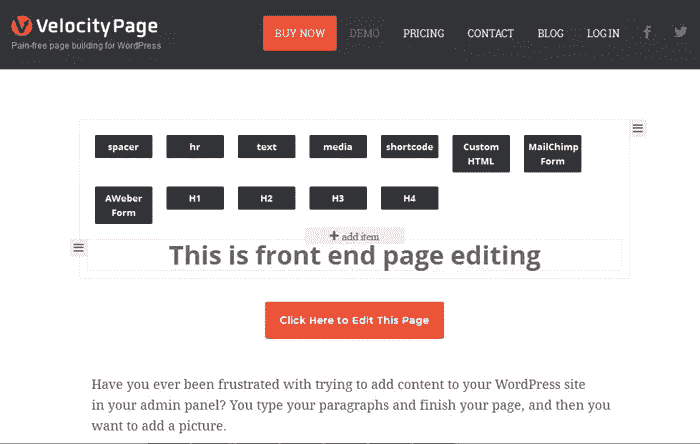 VelocityPage
Pain-free page building for WordPress
BUY NOW DEMO PRICING CONTACT BLOG LOG IN
spacer hr text media shortcode Custom HTML MailChimp Form
AWeber Form H1 H2 H3 H4
+ add item
This is front end page editing
Click Here to Edit This Page
Have you ever been frustrated with trying to add content to your WordPress site
in your admin panel? You type your paragraphs and finish your page, and then you
want to add a picture.